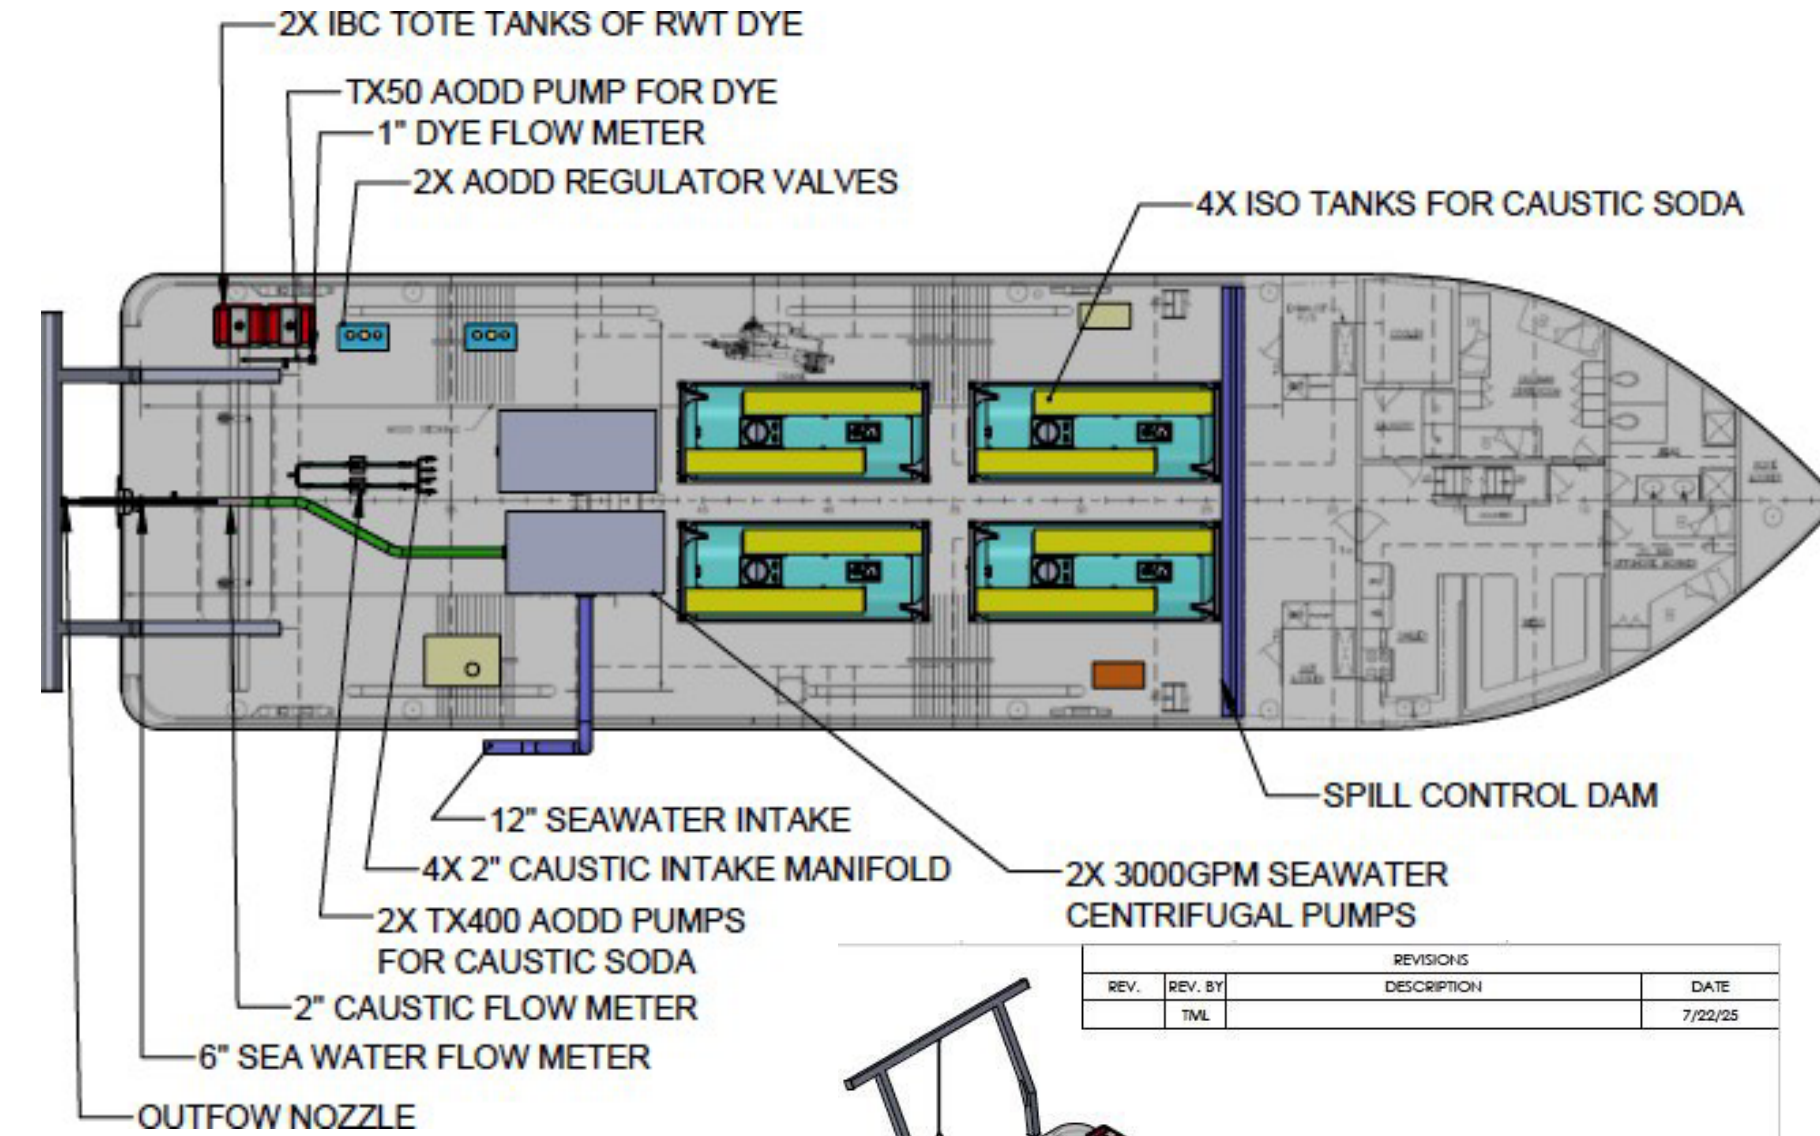 2X IBC TOTE TANKS OF RWT DYE
TX50 AODD PUMP FOR DYE
1" DYE FLOW METER
2X AODD REGULATOR VALVES
4X ISO TANKS FOR CAUSTIC SODA
SPILL CONTROL DAM
12" SEAWATER INTAKE
4X 2" CAUSTIC INTAKE MANIFOLD
2X 3000GPM SEAWATER
CENTRIFUGAL PUMPS
2X TX400 AODD PUMPS
FOR CAUSTIC SODA
2" CAUSTIC FLOW METER
6" SEA WATER FLOW METER
OUTFOW NOZZLE
REVISIONS
REV. REV. BY DESCRIPTION DATE
TML 7/22/25